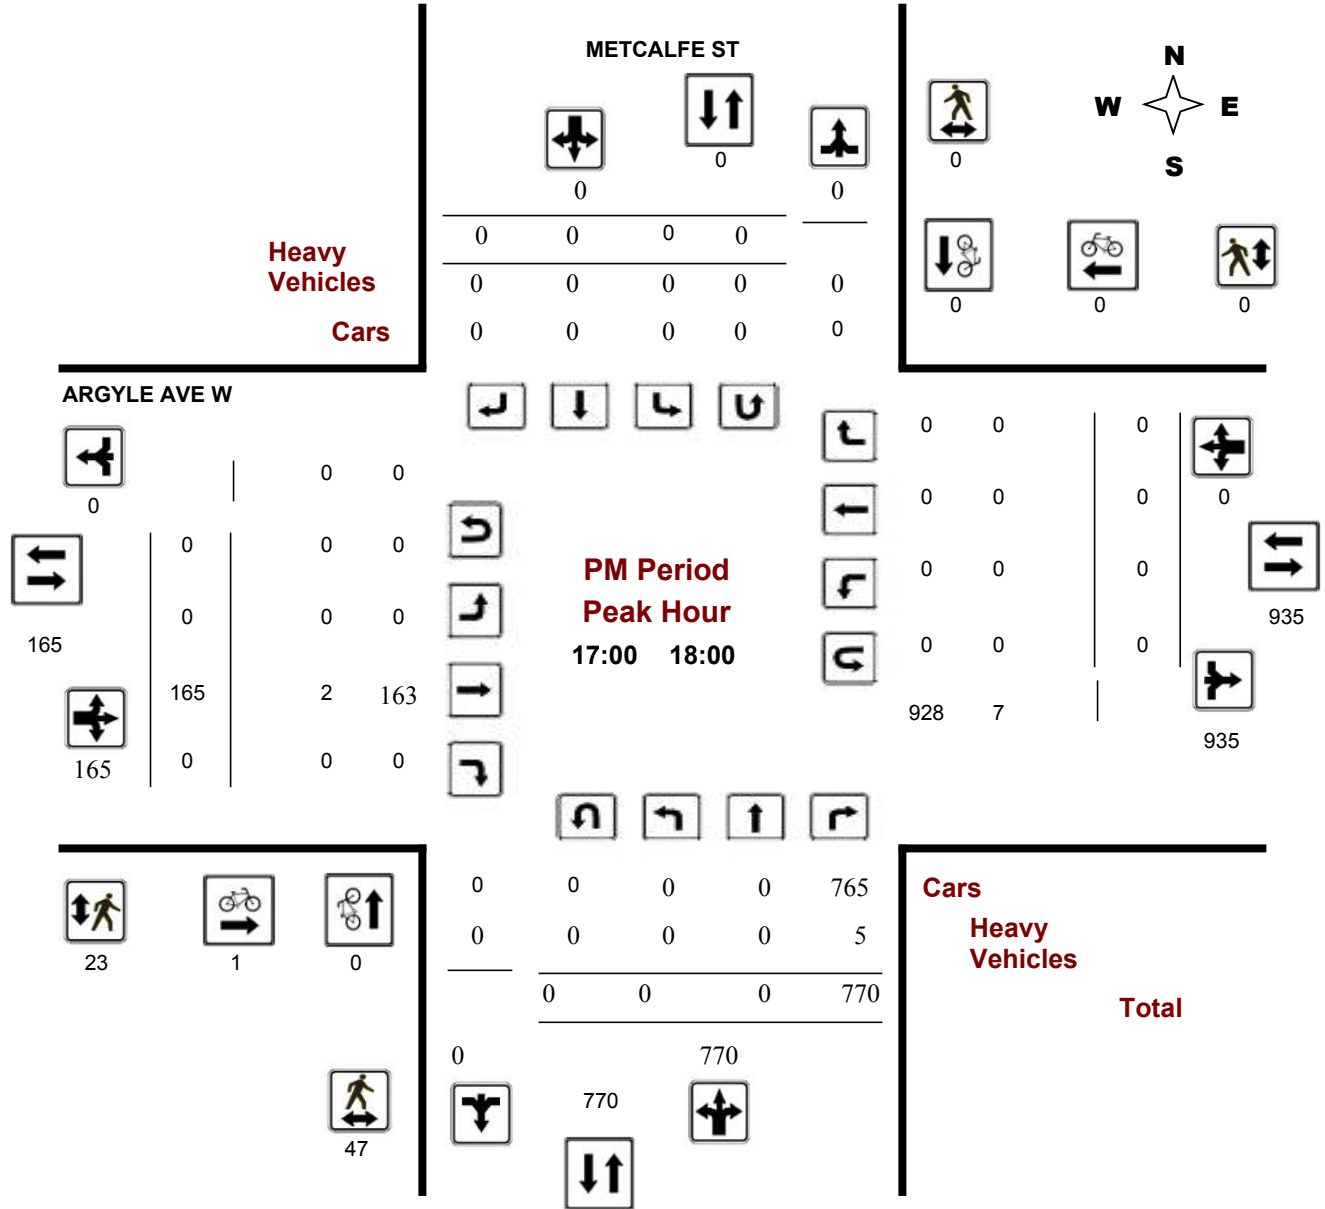 METCALFE ST
N
W E
S
0
0
0 0
0 0 0 0
Heavy
Vehicles
0 0 0 0 0
Cars
0 0 0 0 0
0 0 0
ARGYLE AVE W
0 0 0
0 0
0
0 0 0
0
0 0 0
PM Period
Peak Hour
17:00 18:00
0 0 0
935
0 0 0
165
0 0 0
165 2 163
928 7
935
165
0 0 0
0 0 0 0 765
Cars
0 0 0 0 5
Heavy
Vehicles
23 1 0
0 0 0 770
Total
0 770
770
47